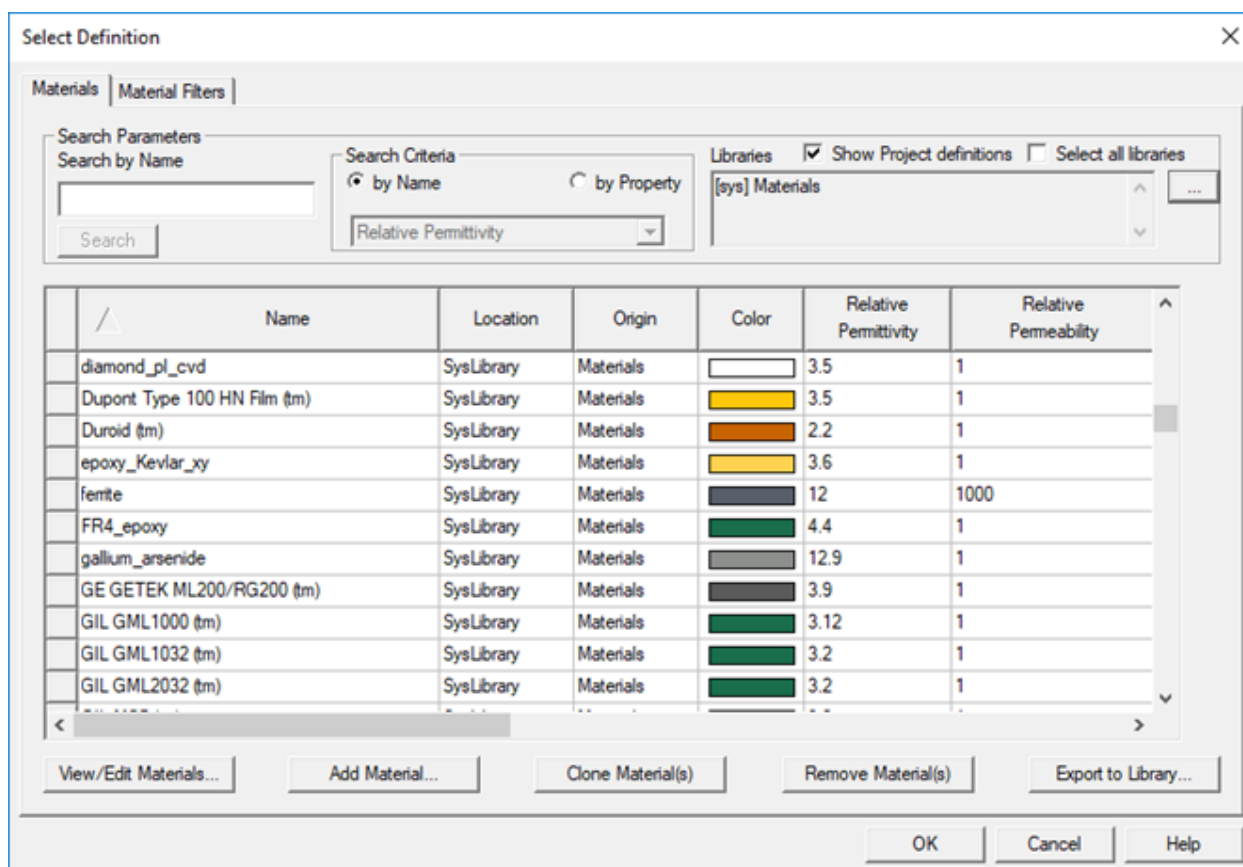 Select Definition
Materials Material Filters
Search Parameters
Search by Name
Search Criteria
Libraries Show Project definitions Select all libraries
by Name by Property
[sys] Materials
...
Relative Permittivity
Search
Name Location Origin Color Relative Permittivity Relative Permeability
diamond_pl_cvd SysLibrary Materials 3.5 1
Dupont Type 100 HN Film (tm) SysLibrary Materials 3.5 1
Duroid (tm) SysLibrary Materials 2.2 1
epoxy_Kevlar_xy SysLibrary Materials 3.6 1
ferrite SysLibrary Materials 12 1000
FR4_epoxy SysLibrary Materials 4.4 1
gallium_arsenide SysLibrary Materials 12.9 1
GE GETEK ML200/RG200 (tm) SysLibrary Materials 3.9 1
GIL GML1000 (tm) SysLibrary Materials 3.12 1
GIL GML1032 (tm) SysLibrary Materials 3.2 1
GIL GML2032 (tm) SysLibrary Materials 3.2 1
View/Edit Materials... Add Material... Clone Material(s) Remove Material(s) Export to Library...
OK Cancel Help